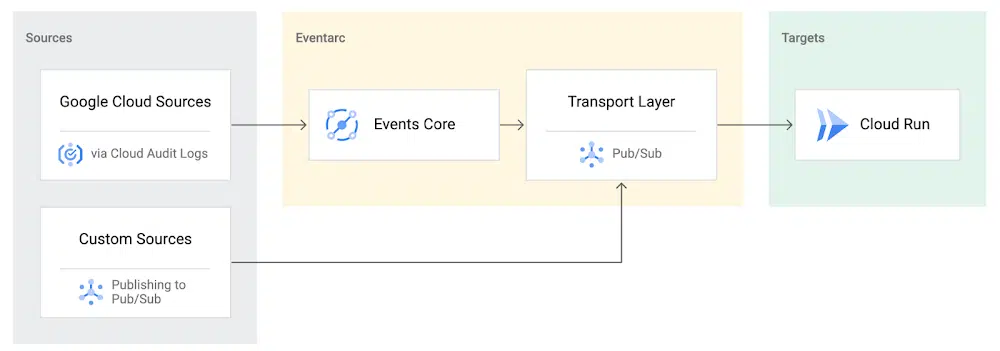 Sources
Google Cloud Sources
via Cloud Audit Logs
Custom Sources
Publishing to
Pub/Sub
Eventarc
Events Core
Transport Layer
Pub/Sub
Targets
Cloud Run